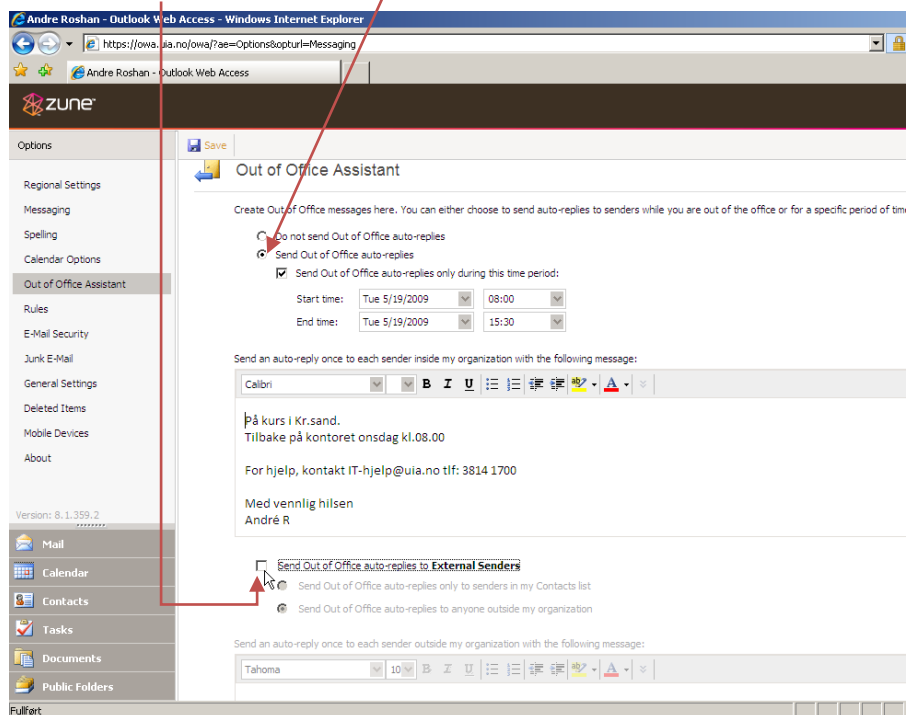 Andre Roshan - Outlook Web Access - Windows Internet Explorer
https://owa.uia.no/owa/?ae=Options&opturl=Messaging
Andre Roshan - Outlook Web Access
zune
Options
Save
Out of Office Assistant
Regional Settings
Messaging
Spelling
Calendar Options
Out of Office Assistant
Rules
E-Mail Security
Junk E-Mail
General Settings
Deleted Items
Mobile Devices
About
Version: 8.1.359.2
Mail
Calendar
Contacts
Tasks
Documents
Public Folders
Create Out of Office messages here. You can either choose to send auto-replies to senders while you are out of the office or for a specific period of time
Do not send Out of Office auto-replies
Send Out of Office auto-replies
Send Out of Office auto-replies only during this time period:
Start time: Tue 5/19/2009 08:00
End time: Tue 5/19/2009 15:30
Send an auto-reply once to each sender inside my organization with the following message:
Calibri B I U ab A
På kurs i Kr.sand.
Tilbake på kontoret onsdag kl.08.00
For hjelp, kontakt IT-hjelp@uia.no tlf: 3814 1700
Med vennlig hilsen
André R
Send Out of Office auto-replies to External Senders
Send Out of Office auto-replies only to senders in my Contacts list
Send Out of Office auto-replies to anyone outside my organization
Send an auto-reply once to each sender outside my organization with the following message:
Tahoma 10 B I U ab A
Fullført